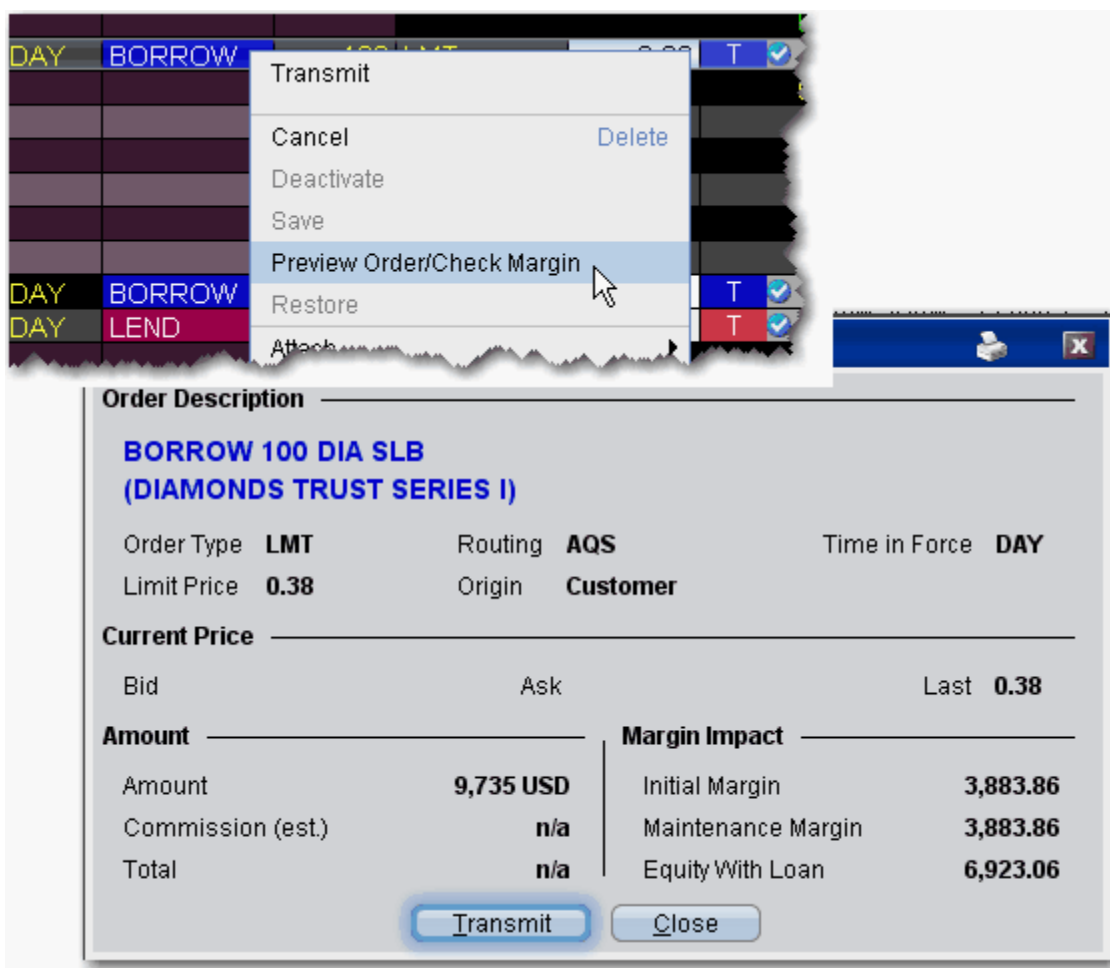 DAY BORROW T
Transmit
Cancel Delete
Deactivate
Save
Preview Order/Check Margin
DAY BORROW T
Restore
DAY LEND T
Attach
Order Description
BORROW 100 DIA SLB
(DIAMONDS TRUST SERIES I)
Order Type LMT Routing AQS Time in Force DAY
Limit Price 0.38 Origin Customer
Current Price
Bid Ask Last 0.38
Amount Margin Impact
Amount 9,735 USD Initial Margin 3,883.86
Commission (est.) n/a Maintenance Margin 3,883.86
Total n/a Equity With Loan 6,923.06
Transmit Close